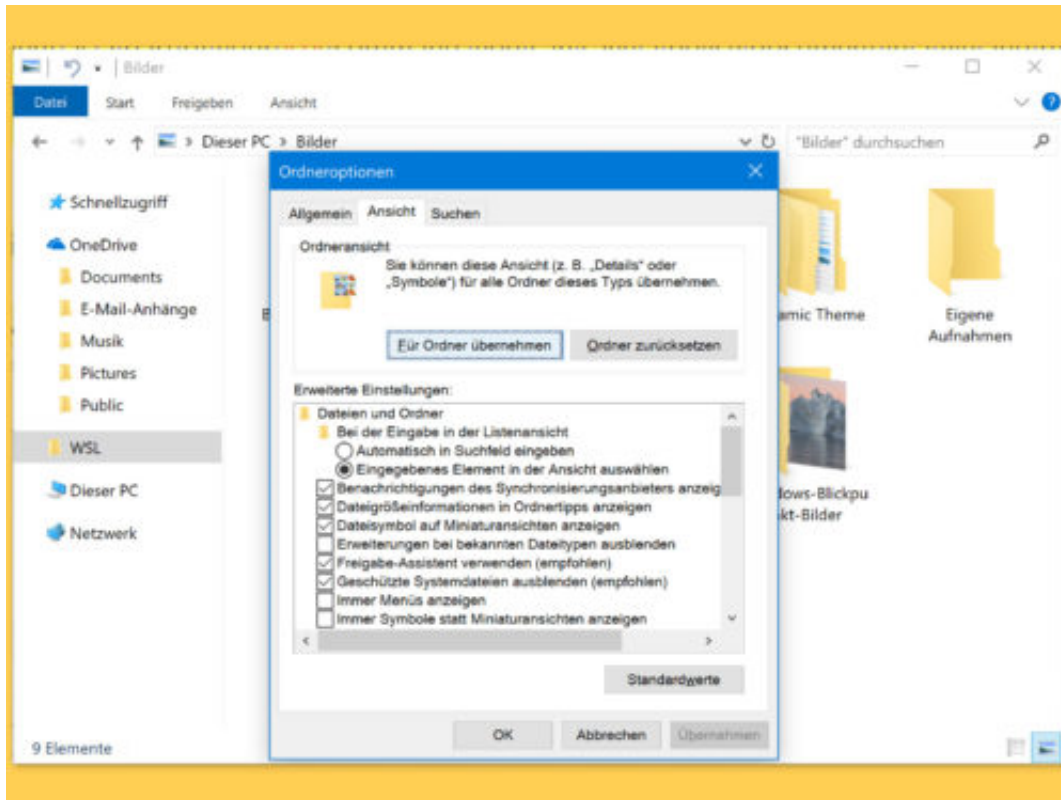 Bilder
Datei Start Freigeben Ansicht
Dieser PC > Bilder
"Bilder" durchsuchen
Schnellzugriff
OneDrive
Documents
E-Mail-Anhänge
Musik
Pictures
Public
WSL
Dieser PC
Netzwerk
9 Elemente
Ordneroptionen
Allgemein Ansicht Suchen
Ordneransicht
Sie können diese Ansicht (z. B. „Details" oder
„Symbole") für alle Ordner dieses Typs übernehmen.
Für Ordner übernehmen Ordner zurücksetzen
Erweiterte Einstellungen:
Dateien und Ordner
Bei der Eingabe in der Listenansicht
Automatisch in Suchfeld eingeben
Eingegebenes Element in der Ansicht auswählen
Benachrichtigungen des Synchronisierungsanbieters anzeig
Dateigrößeinformationen in Ordnertipps anzeigen
Dateisymbol auf Miniaturansichten anzeigen
Erweiterungen bei bekannten Dateitypen ausblenden
Freigabe-Assistent verwenden (empfohlen)
Geschützte Systemdateien ausblenden (empfohlen)
Immer Menüs anzeigen
Immer Symbole statt Miniaturansichten anzeigen
Standardwerte
OK Abbrechen Übernehmen
amic Theme
Eigene
Aufnahmen
lows-Blickpu
kt-Bilder